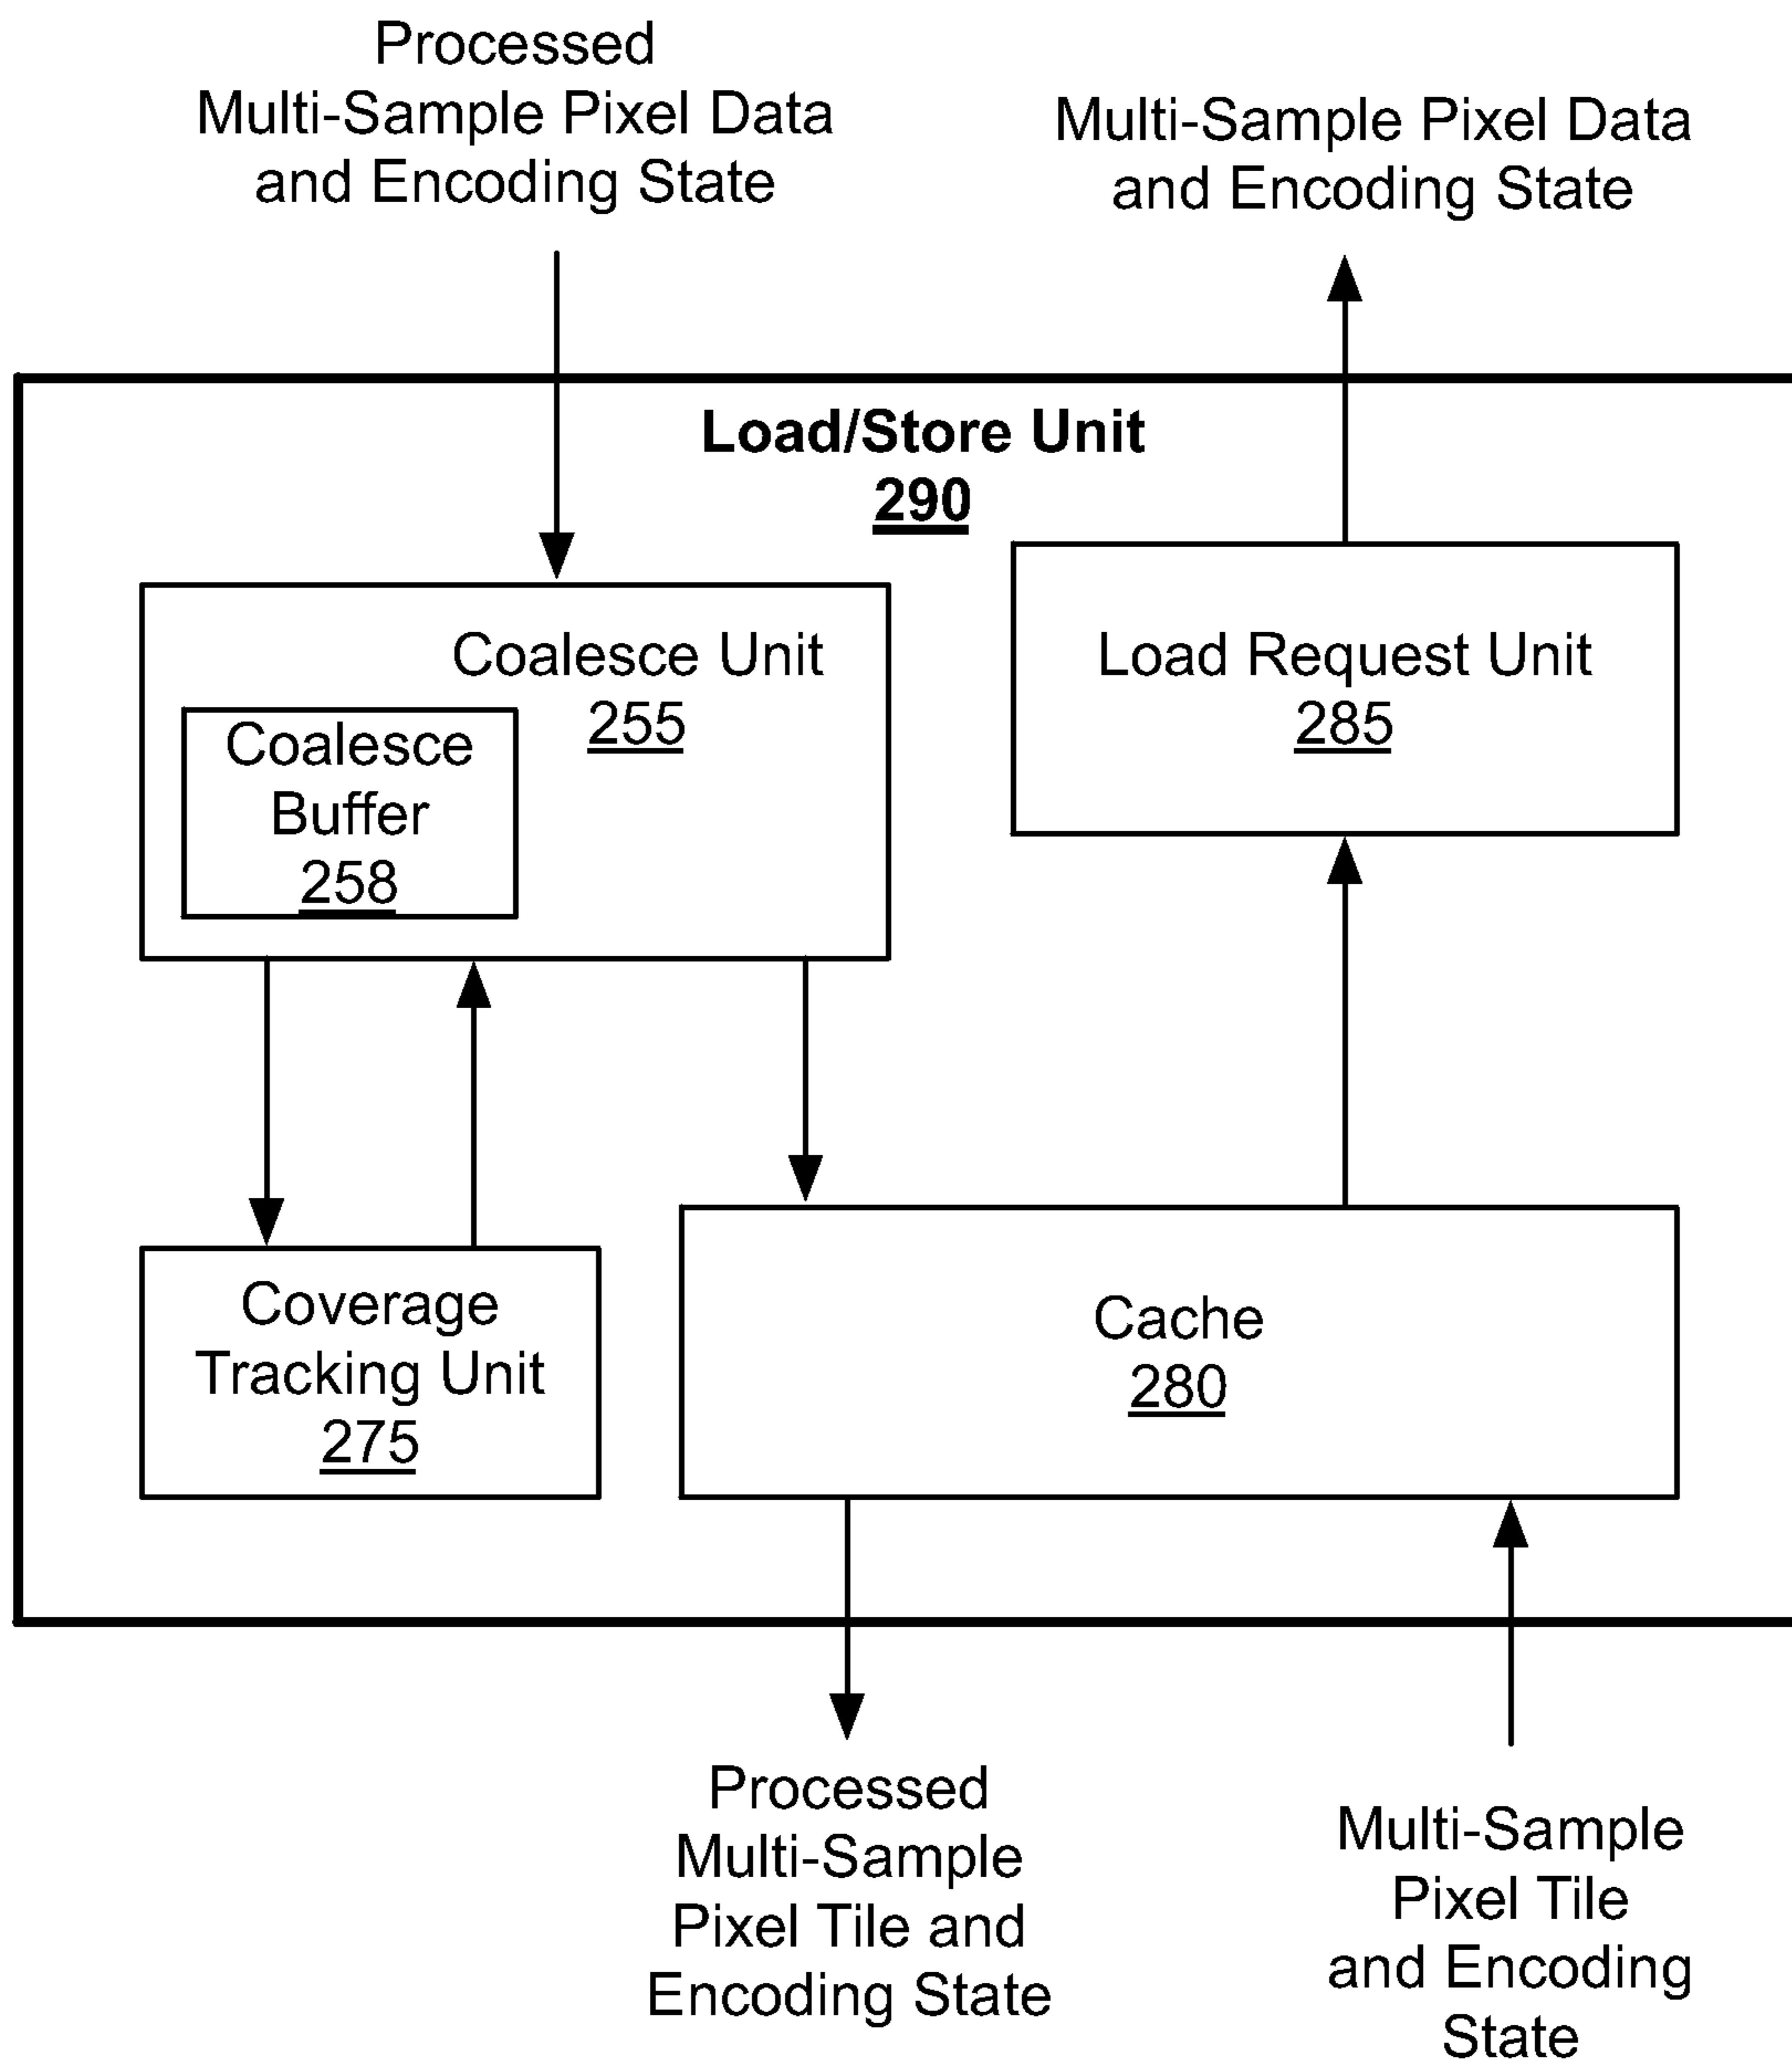 Processed
Multi-Sample Pixel Data
and Encoding State
Multi-Sample Pixel Data
and Encoding State
Load/Store Unit
290
Coalesce Unit
255
Coalesce
Buffer
258
Load Request Unit
285
Coverage
Tracking Unit
275
Cache
280
Processed
Multi-Sample
Pixel Tile and
Encoding State
Multi-Sample
Pixel Tile
and Encoding
State